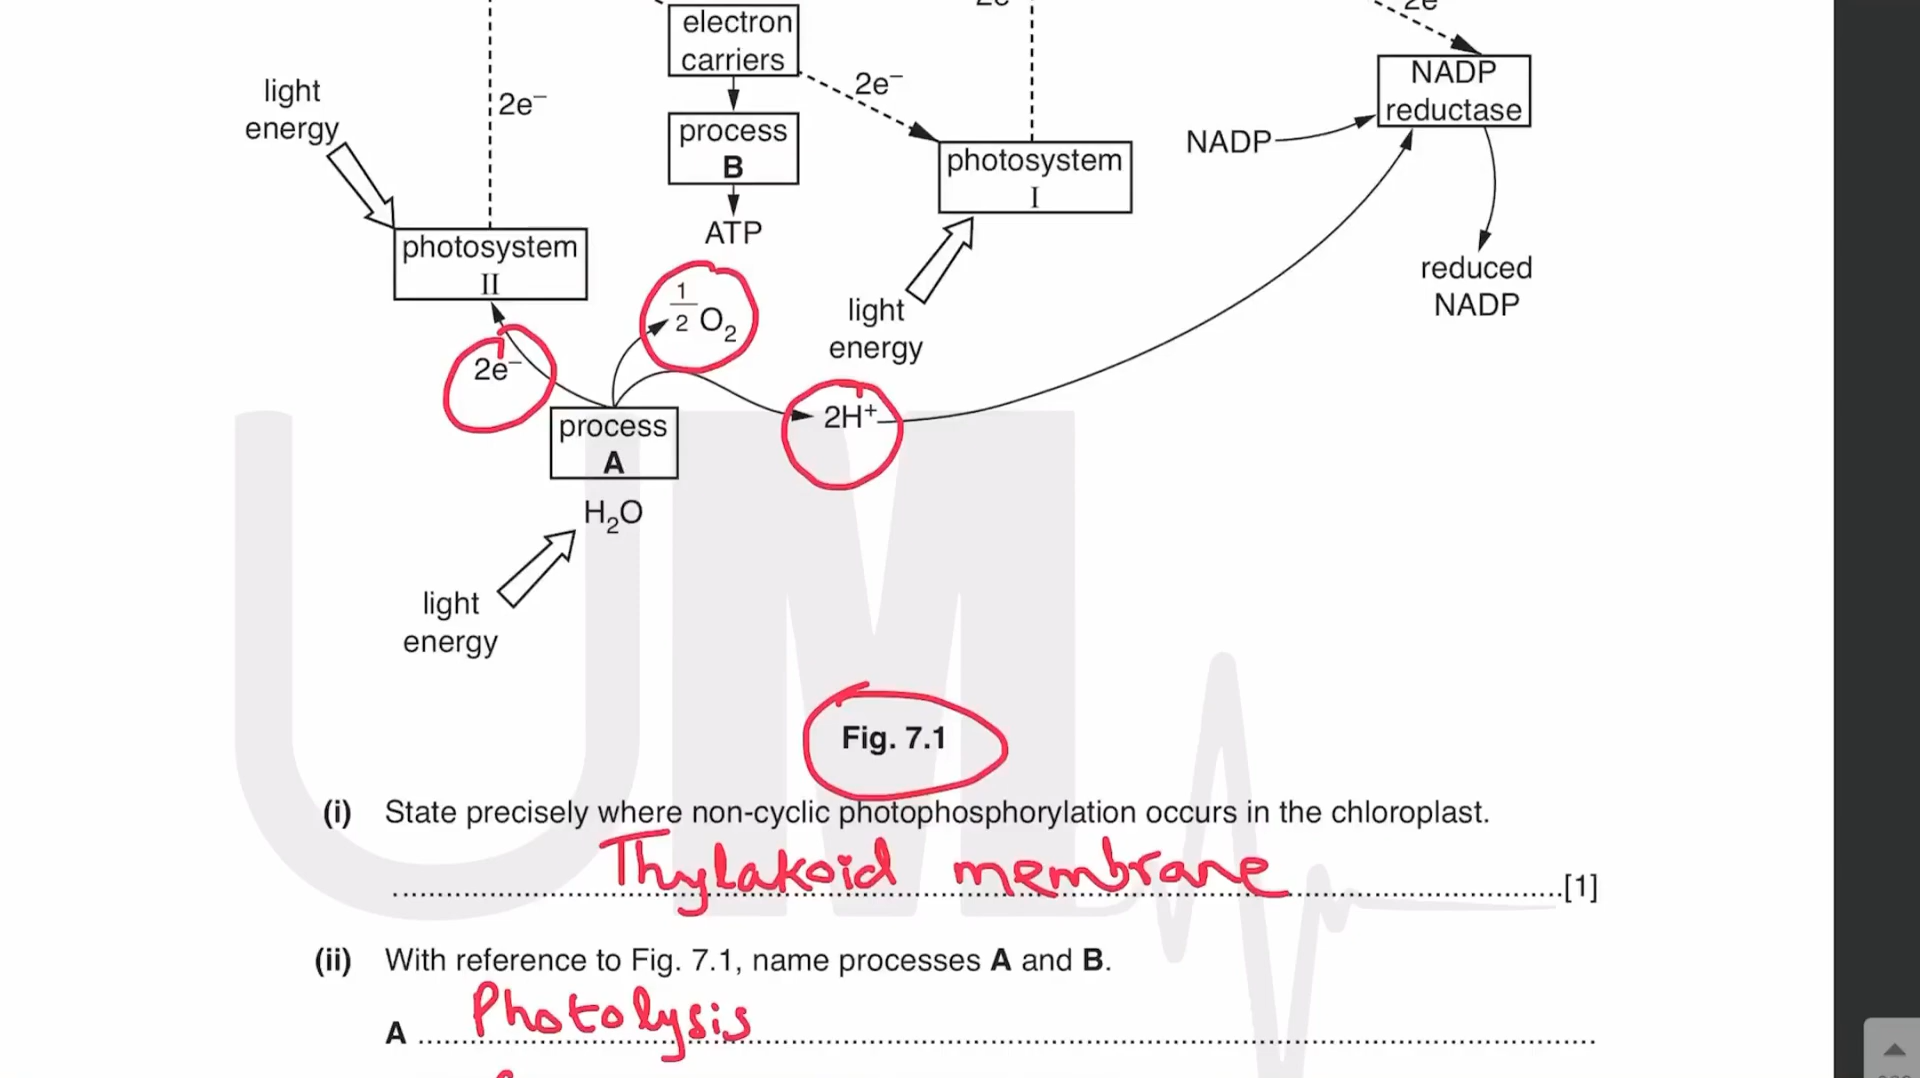 electron
carriers
2e⁻
light
energy
2e⁻
process
B
ATP
NADP
reductase
NADP
photosystem
I
photosystem
II
1/2 O₂
light
energy
reduced
NADP
2e⁻
2H⁺
process
A
H₂O
light
energy
Fig. 7.1
(i) State precisely where non-cyclic photophosphorylation occurs in the chloroplast.
Thylakoid membrane [1]
(ii) With reference to Fig. 7.1, name processes A and B.
A Photolysis